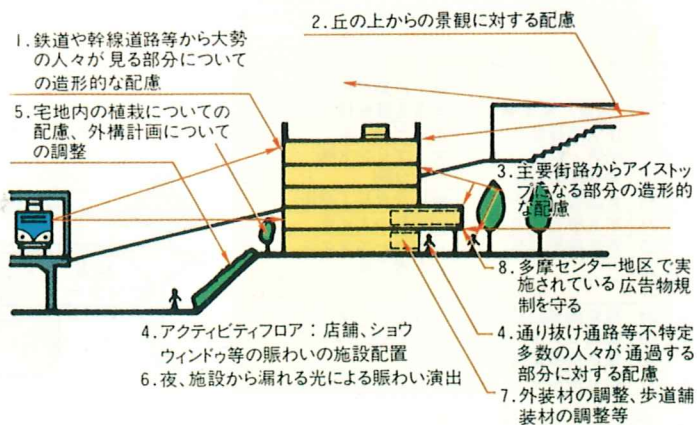 1.鉄道や幹線道路等から大勢
の人々が見る部分について
の造形的な配慮
2.丘の上からの景観に対する配慮
5.宅地内の植栽についての
配慮、外構計画について
の調整
3.主要街路からアイストッ
プになる部分の造形的
な配慮
8.多摩センター地区で実
施されている広告物規
制を守る
4.アクティビティフロア：店舗、ショウ
ウィンドゥ等の賑わいの施設配置
6.夜、施設から漏れる光による賑わい演出
4.通り抜け通路等不特定
多数の人々が通過する
部分に対する配慮
7.外装材の調整、歩道舗
装材の調整等